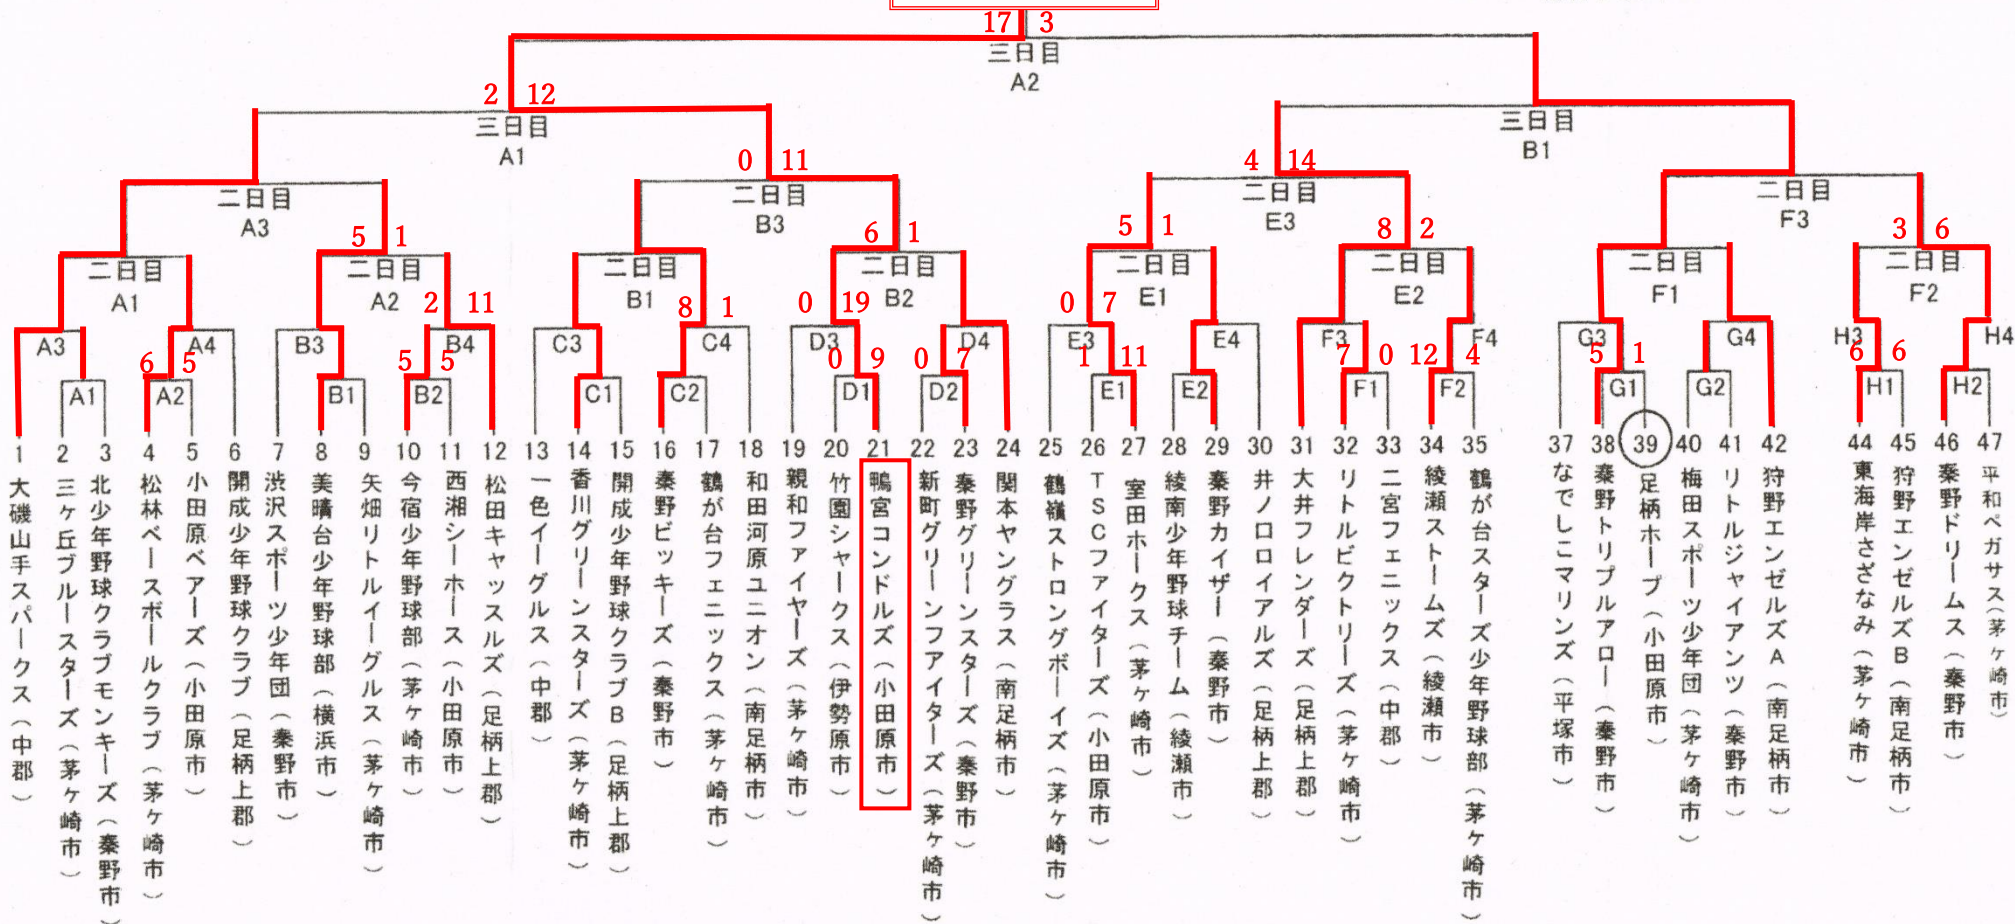 17 3
三日目
A2
2 12
三日目
A1
三日目
B1
0 11
4 14
二日目
A3
二日目
B3
二日目
E3
二日目
F3
5 1
6 1
5 1
8 2
3 6
二日目
A1
二日目
A2
二日目
B1
二日目
B2
二日目
E1
二日目
E2
二日目
F1
二日目
F2
2 11
8 1
0 19
0 7
A3
A4
B3
B4
C3
C4
D3
D4
E3
E4
F3
F4
G3
G4
H3
H4
6 5
5 5
0 9
0 7
1 11
7 0
12 4
5 1
6 6
A1
A2
B1
B2
C1
C2
D1
D2
E1
E2
F1
F2
G1
G2
H1
H2
1 大磯山手スパークス(中郡)
2 三ヶ丘ブルースターズ(茅ヶ崎市)
3 北少年野球クラブモンキーズ(秦野市)
4 松林ベースボールクラブ(茅ヶ崎市)
5 小田原ベアーズ(小田原市)
6 開成少年野球クラブ(足柄上郡)
7 渋沢スポーツ少年団(秦野市)
8 美晴台少年野球部(横浜市)
9 矢畑リトルイーグルス(茅ヶ崎市)
10 今宿少年野球部(茅ヶ崎市)
11 西湘シーホース(小田原市)
12 松田キャッスルズ(足柄上郡)
13 一色イーグルス(中郡)
14 香川グリーンスターズ(茅ヶ崎市)
15 開成少年野球クラブB(足柄上郡)
16 秦野ビッキーズ(秦野市)
17 鶴が台フェニックス(茅ヶ崎市)
18 和田河原ユニオン(南足柄市)
19 親和ファイヤーズ(茅ヶ崎市)
20 竹園シャークス(伊勢原市)
21 鴨宮コンドルズ(小田原市)
22 新町グリーンファイターズ(茅ヶ崎市)
23 秦野グリーンスターズ(秦野市)
24 関本ヤングラス(南足柄市)
25 鶴嶺ストロングボーイズ(茅ヶ崎市)
26 TSCファイターズ(小田原市)
27 室田ホークス(茅ヶ崎市)
28 綾南少年野球チーム(綾瀬市)
29 秦野カイザー(秦野市)
30 井ノ口ロイアルズ(足柄上郡)
31 大井フレンダーズ(足柄上郡)
32 リトルビクトリーズ(茅ヶ崎市)
33 二宮フェニックス(中郡)
34 綾瀬ストームズ(綾瀬市)
35 鶴が台スターズ少年野球部(茅ヶ崎市)
37 なでしこマリンズ(平塚市)
38 秦野トリプルアロー(秦野市)
39 足柄ホープ(小田原市)
40 梅田スポーツ少年団(茅ヶ崎市)
41 リトルジャイアンツ(秦野市)
42 狩野エンゼルズA(南足柄市)
44 東海岸さざなみ(茅ヶ崎市)
45 狩野エンゼルズB(南足柄市)
46 秦野ドリームス(秦野市)
47 平和ペガサス(茅ヶ崎市)